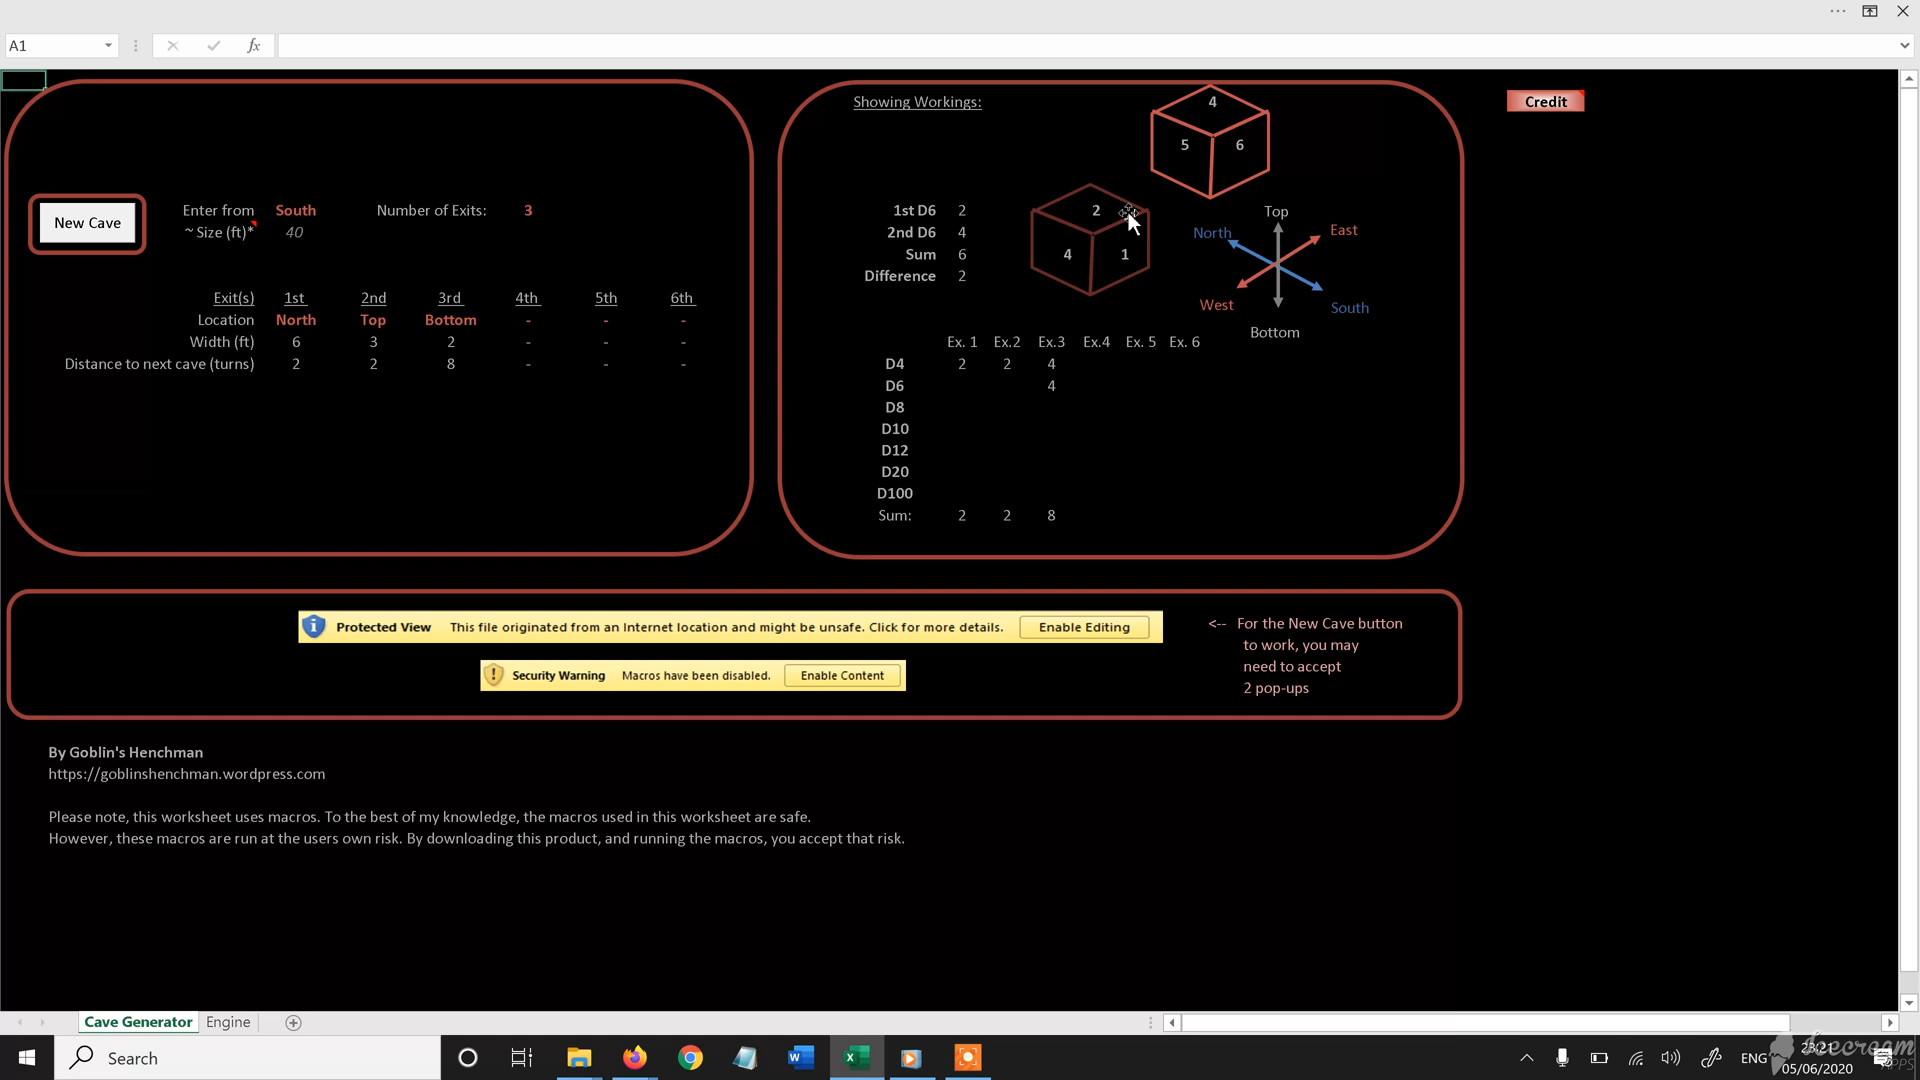 A1
fx
Showing Workings:
4
5 6
Credit
New Cave
Enter from South Number of Exits: 3
~ Size (ft)* 40
1st D6 2
2nd D6 4
Sum 6
Difference 2
2
4 1
Top
North East
West South
Bottom
Exit(s) 1st 2nd 3rd 4th 5th 6th
Location North Top Bottom - - -
Width (ft) 6 3 2 - - -
Distance to next cave (turns) 2 2 8 - - -
Ex. 1 Ex.2 Ex.3 Ex.4 Ex. 5 Ex. 6
D4 2 2 4
D6 4
D8
D10
D12
D20
D100
Sum: 2 2 8
Protected View This file originated from an Internet location and might be unsafe. Click for more details. Enable Editing
Security Warning Macros have been disabled. Enable Content
<-- For the New Cave button
to work, you may
need to accept
2 pop-ups
By Goblin's Henchman
https://goblinshenchman.wordpress.com
Please note, this worksheet uses macros. To the best of my knowledge, the macros used in this worksheet are safe.
However, these macros are run at the users own risk. By downloading this product, and running the macros, you accept that risk.
Cave Generator Engine
Search
ENG
23:21
05/06/2020
Icecream
APPS